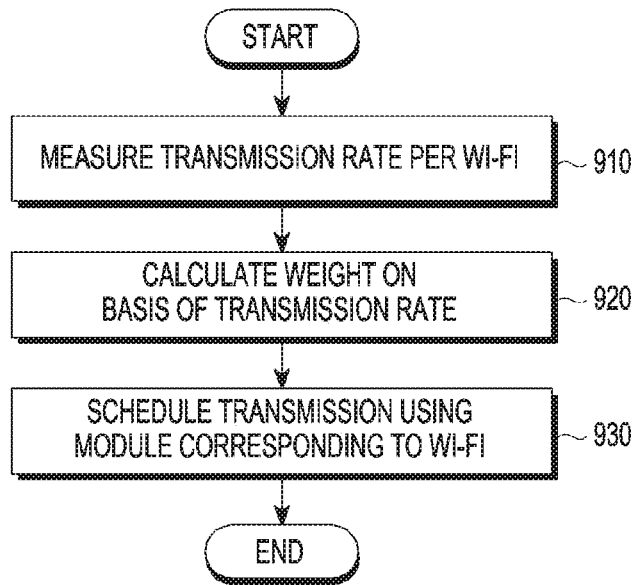 START
MEASURE TRANSMISSION RATE PER WI-FI
910
CALCULATE WEIGHT ON
BASIS OF TRANSMISSION RATE
920
SCHEDULE TRANSMISSION USING
MODULE CORRESPONDING TO WI-FI
930
END